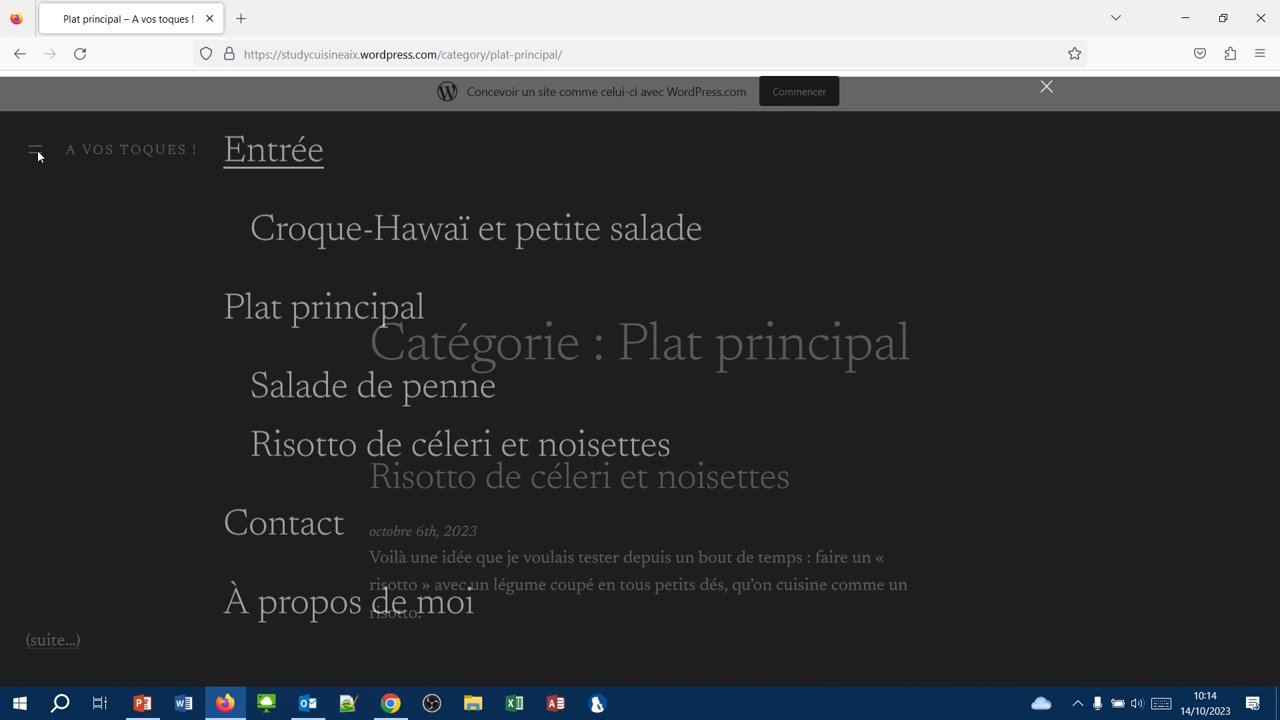 Plat principal – A vos toques !
https://studycuisineaix.wordpress.com/category/plat-principal/
Concevoir un site comme celui-ci avec WordPress.com
Commencer
A VOS TOQUES !
Entrée
Croque-Hawaï et petite salade
Plat principal
Catégorie : Plat principal
Salade de penne
Risotto de céleri et noisettes
Risotto de céleri et noisettes
Contact
octobre 6th, 2023
Voilà une idée que je voulais tester depuis un bout de temps : faire un «
risotto » avec un légume coupé en tous petits dés, qu’on cuisine comme un
À propos de moi
risotto.
(suite…)
10:14
14/10/2023